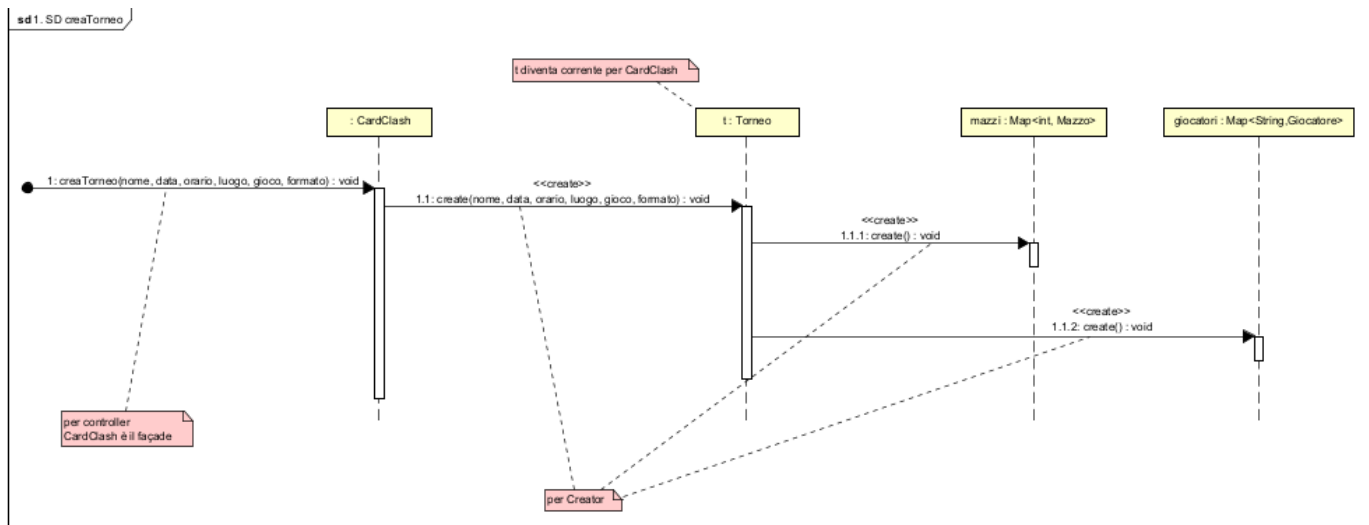 sd 1. SD creaTorneo
t diventa corrente per CardClash
: CardClash
t : Torneo
mazzi : Map<int, Mazzo>
giocatori : Map<String,Giocatore>
1: creaTorneo(nome, data, orario, luogo, gioco, formato) : void
<<create>>
1.1: create(nome, data, orario, luogo, gioco, formato) : void
<<create>>
1.1.1: create() : void
<<create>>
1.1.2: create() : void
per controller
CardClash è il façade
per Creator